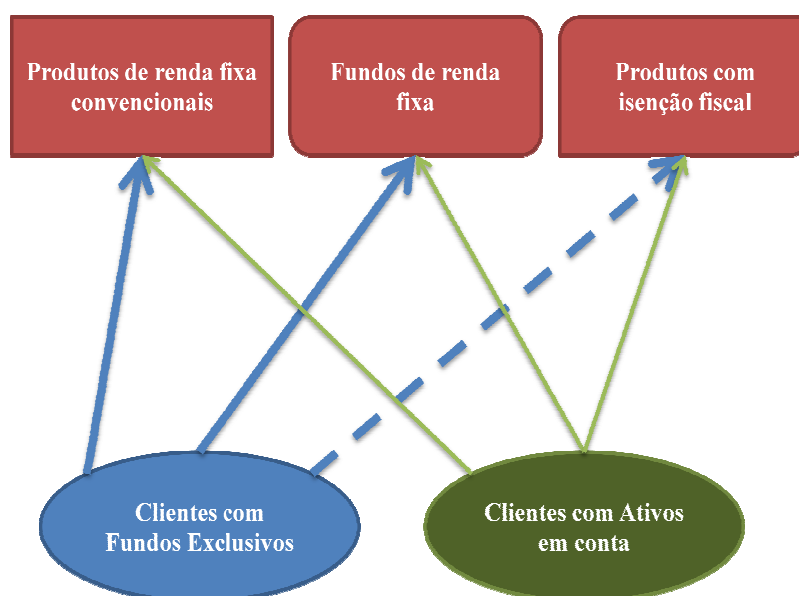 Produtos de renda fixa
convencionais
Fundos de renda
fixa
Produtos com
isenção fiscal
Clientes com
Fundos Exclusivos
Clientes com Ativos
em conta